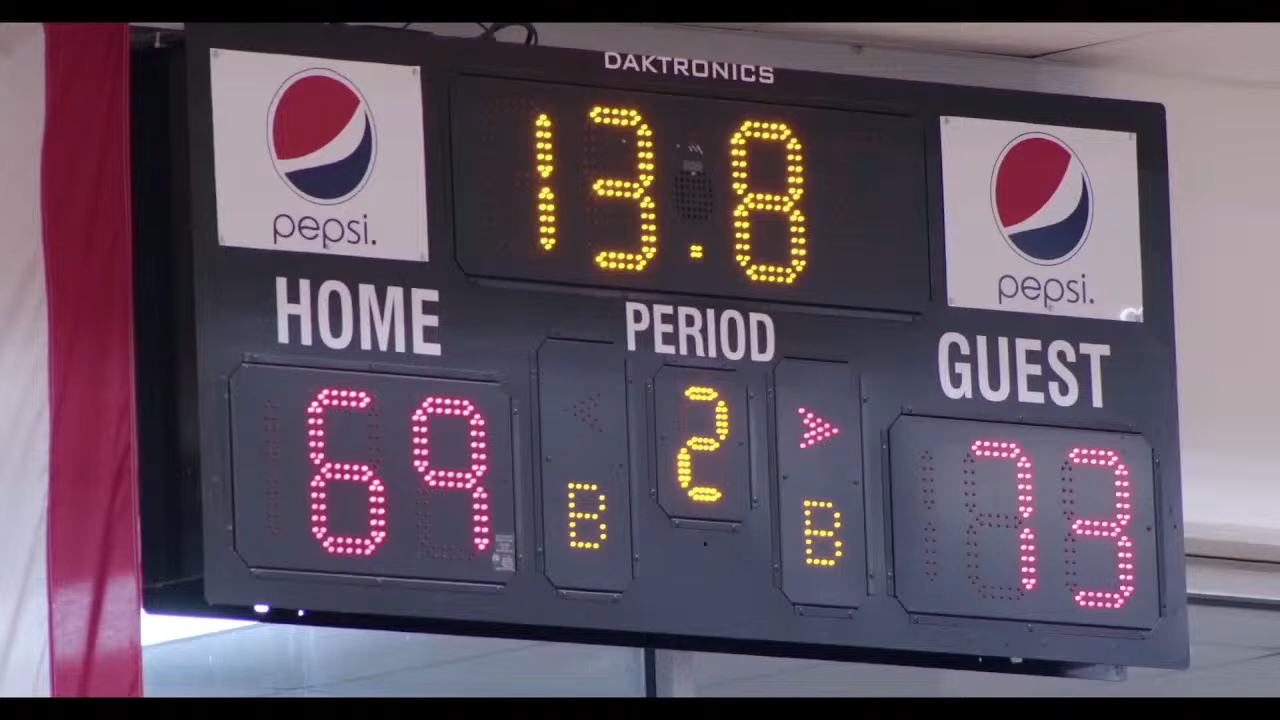 DAKTRONICS
pepsi.
13.8
pepsi.
HOME
PERIOD
GUEST
69
B
2
B
73